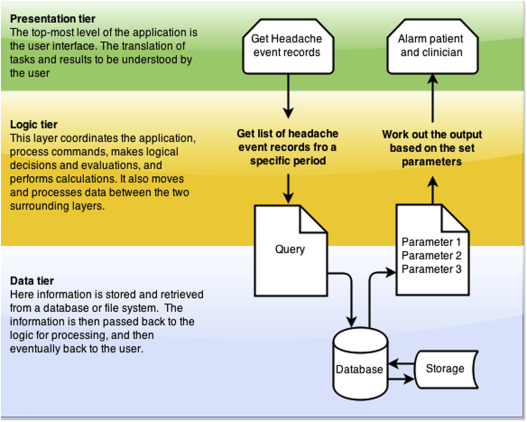 Presentation tier
The top-most level of the application is
the user interface. The translation of
tasks and results to be understood by
the user
Get Headache
event records
Alarm patient
and clinician
Logic tier
This layer coordinates the application,
process commands, makes logical
decisions and evaluations, and
performs calculations. It also moves
and processes data between the two
surrounding layers.
Get list of headache
event records fro a
specific period
Work out the output
based on the set
parameters
Query
Parameter 1
Parameter 2
Parameter 3
Data tier
Here information is stored and retrieved
from a database or file system. The
information is then passed back to the
logic for processing, and then
eventually back to the user.
Database
Storage